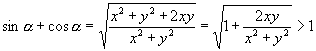 sin α + cos α = √((x² + y² + 2xy)/(x² + y²)) = √(1 + 2xy/(x² + y²)) > 1